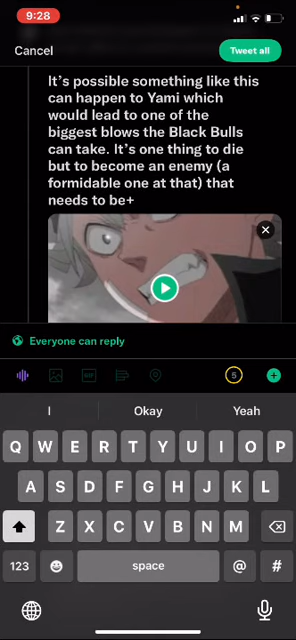 9:28
Cancel
Tweet all
It's possible something like this
can happen to Yami which
would lead to one of the
biggest blows the Black Bulls
can take. It's one thing to die
but to become an enemy (a
formidable one at that) that
needs to be+
Everyone can reply
GIF
5
I Okay Yeah
Q W E R T Y U I O P
A S D F G H J K L
Z X C V B N M
123 space @ #